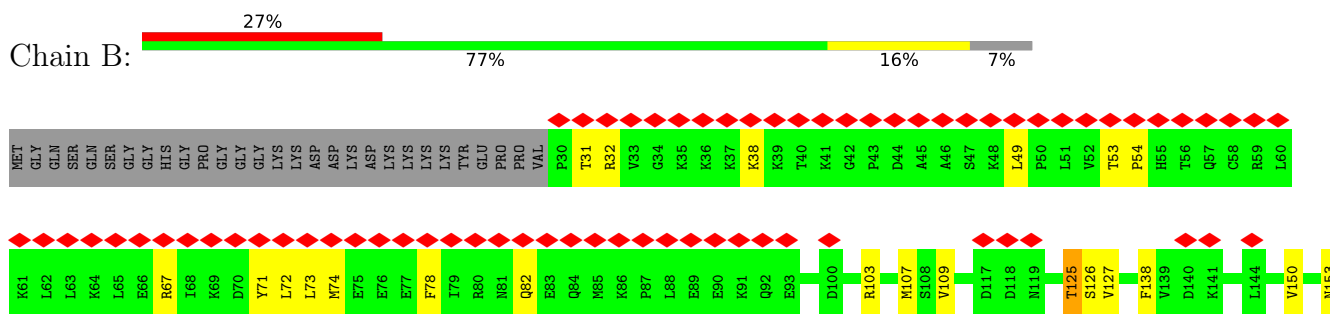 27%
Chain B:
77% 16% 7%
MET GLY GLN SER GLN SER GLY GLY HIS GLY PRO GLY GLY GLY LYS LYS ASP ASP LYS ASP LYS LYS LYS LYS TYR GLU PRO PRO VAL P30 T31 R32 V33 G34 K35 K36 K37 K38 K39 T40 K41 G42 P43 D44 A45 A46 S47 K48 L49 P50 L51 V52 T53 P54 H55 T56 Q57 C58 R59 L60
K61 L62 L63 K64 L65 E66 R67 I68 K69 D70 Y71 L72 L73 M74 E75 E76 E77 F78 I79 R80 N81 Q82 E83 Q84 M85 K86 P87 L88 E89 E90 K91 Q92 E93 D100 R103 M107 S108 V109 D117 D118 N119 T125 S126 V127 F138 V139 D140 K141 L144 V150 N153